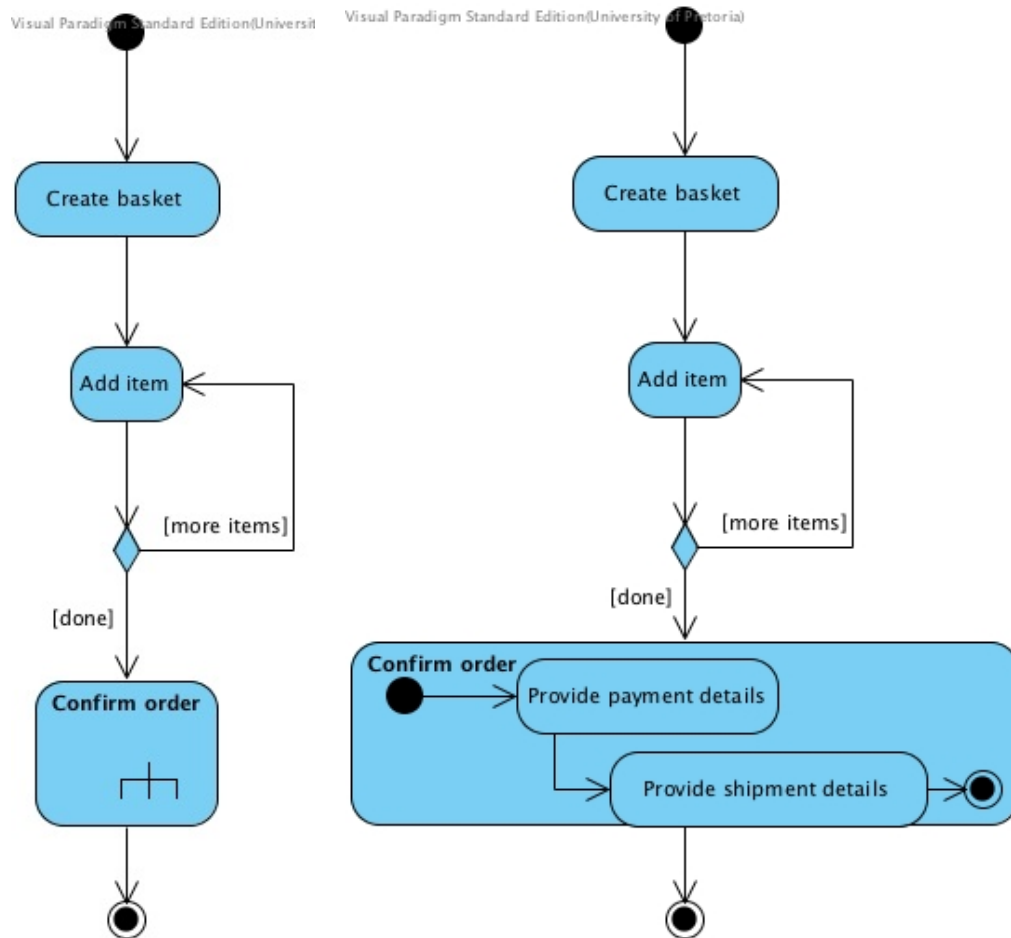 Visual Paradigm Standard Edition(Universit
Create basket
Add item
[more items]
[done]
Confirm order
Visual Paradigm Standard Edition(University of Pretoria)
Create basket
Add item
[more items]
[done]
Confirm order
Provide payment details
Provide shipment details